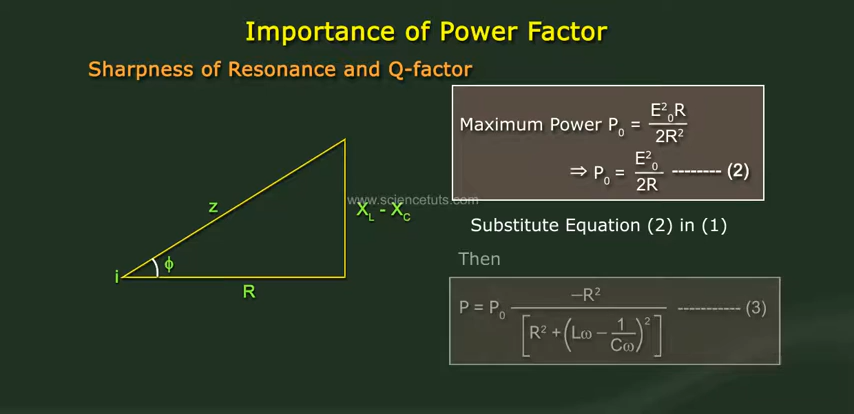 Importance of Power Factor
Sharpness of Resonance and Q-factor
Maximum Power P₀ = E²₀R / 2R²
⇒ P₀ = E²₀ / 2R -------- (2)
www.sciencetuts.com
z
X_L - X_C
Substitute Equation (2) in (1)
Then
i
ϕ
R
P = P₀ –R² / [R² + (Lω – 1/Cω)²] ----------- (3)